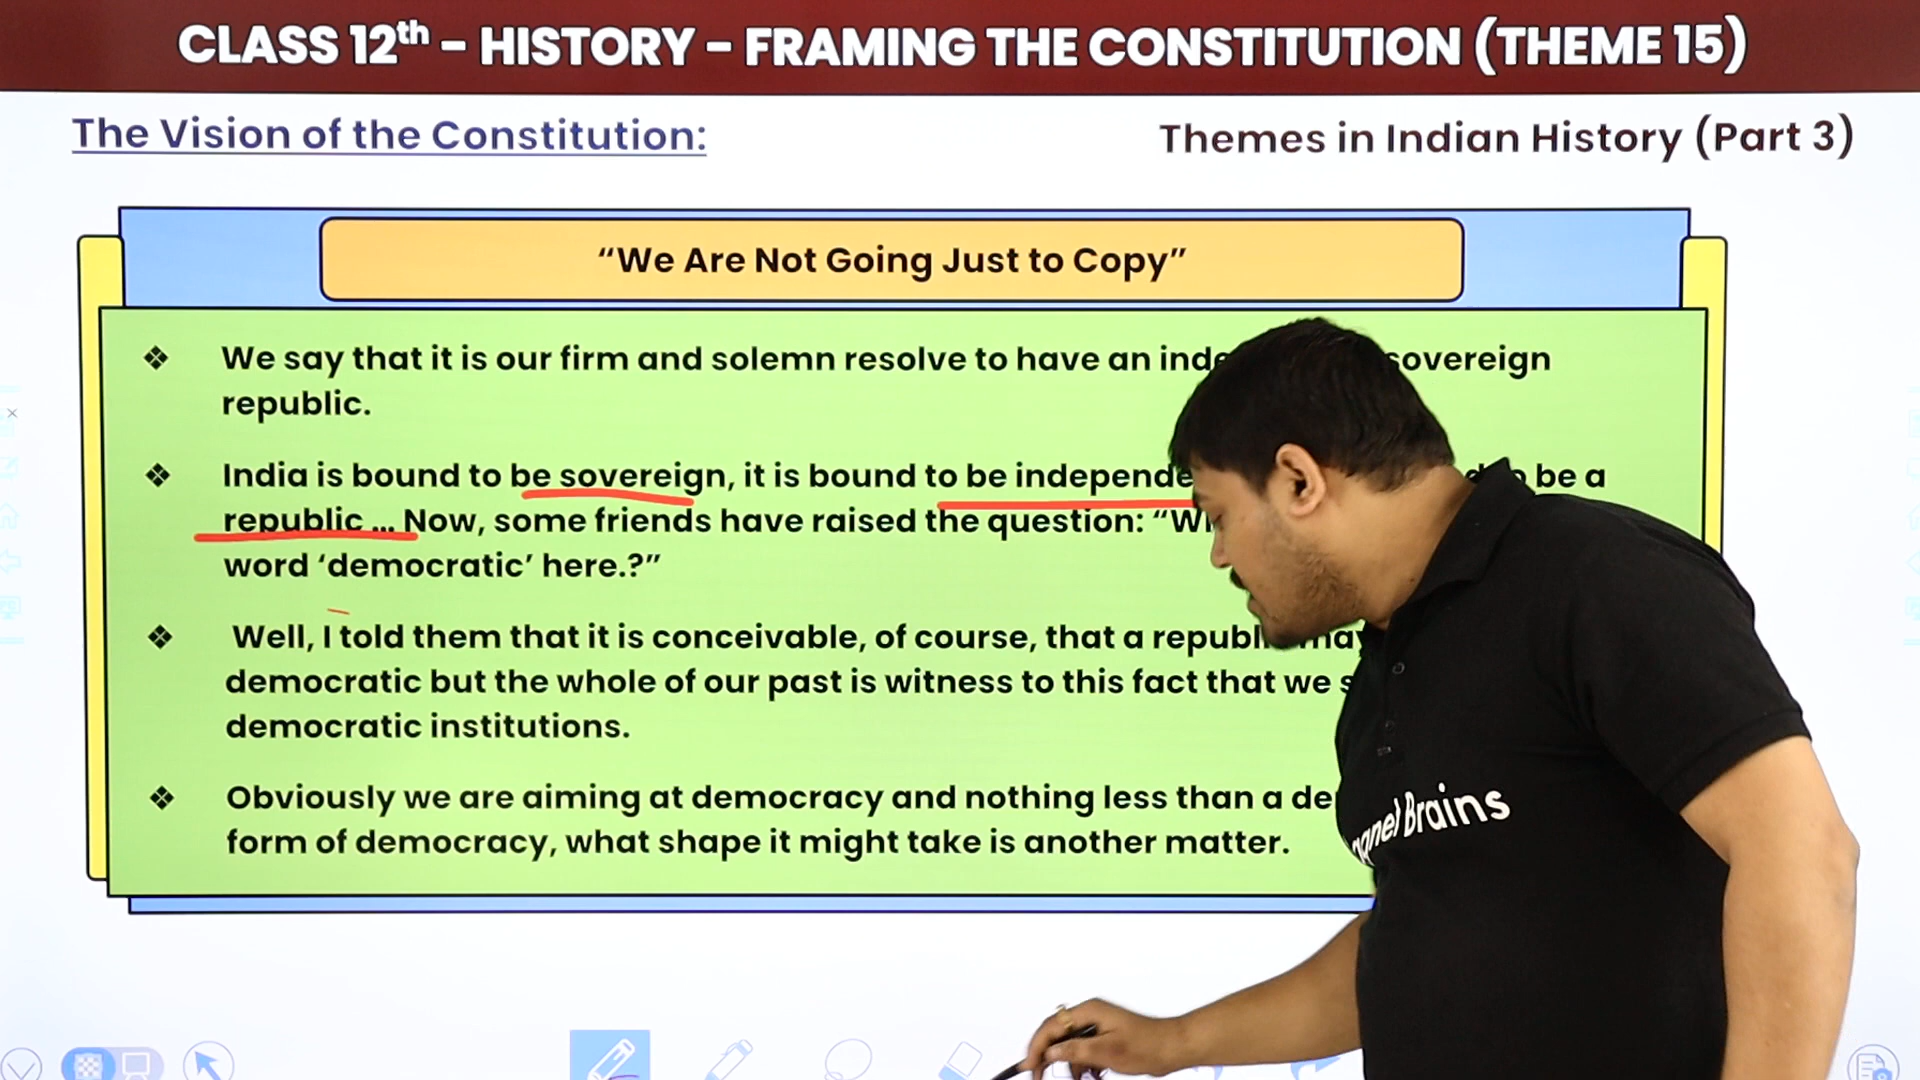 CLASS 12th – HISTORY – FRAMING THE CONSTITUTION (THEME 15)
The Vision of the Constitution:
Themes in Indian History (Part 3)
“We Are Not Going Just to Copy”
❖ We say that it is our firm and solemn resolve to have an sovereign
republic.
❖ India is bound to be sovereign, it is bound to be be a
republic ... Now, some friends have raised the question:
word ‘democratic’ here.?”
❖ Well, I told them that it is conceivable, of course, that a
democratic but the whole of our past is witness to this fact that we
democratic institutions.
❖ Obviously we are aiming at democracy and nothing less than a
form of democracy, what shape it might take is another matter.
Brains